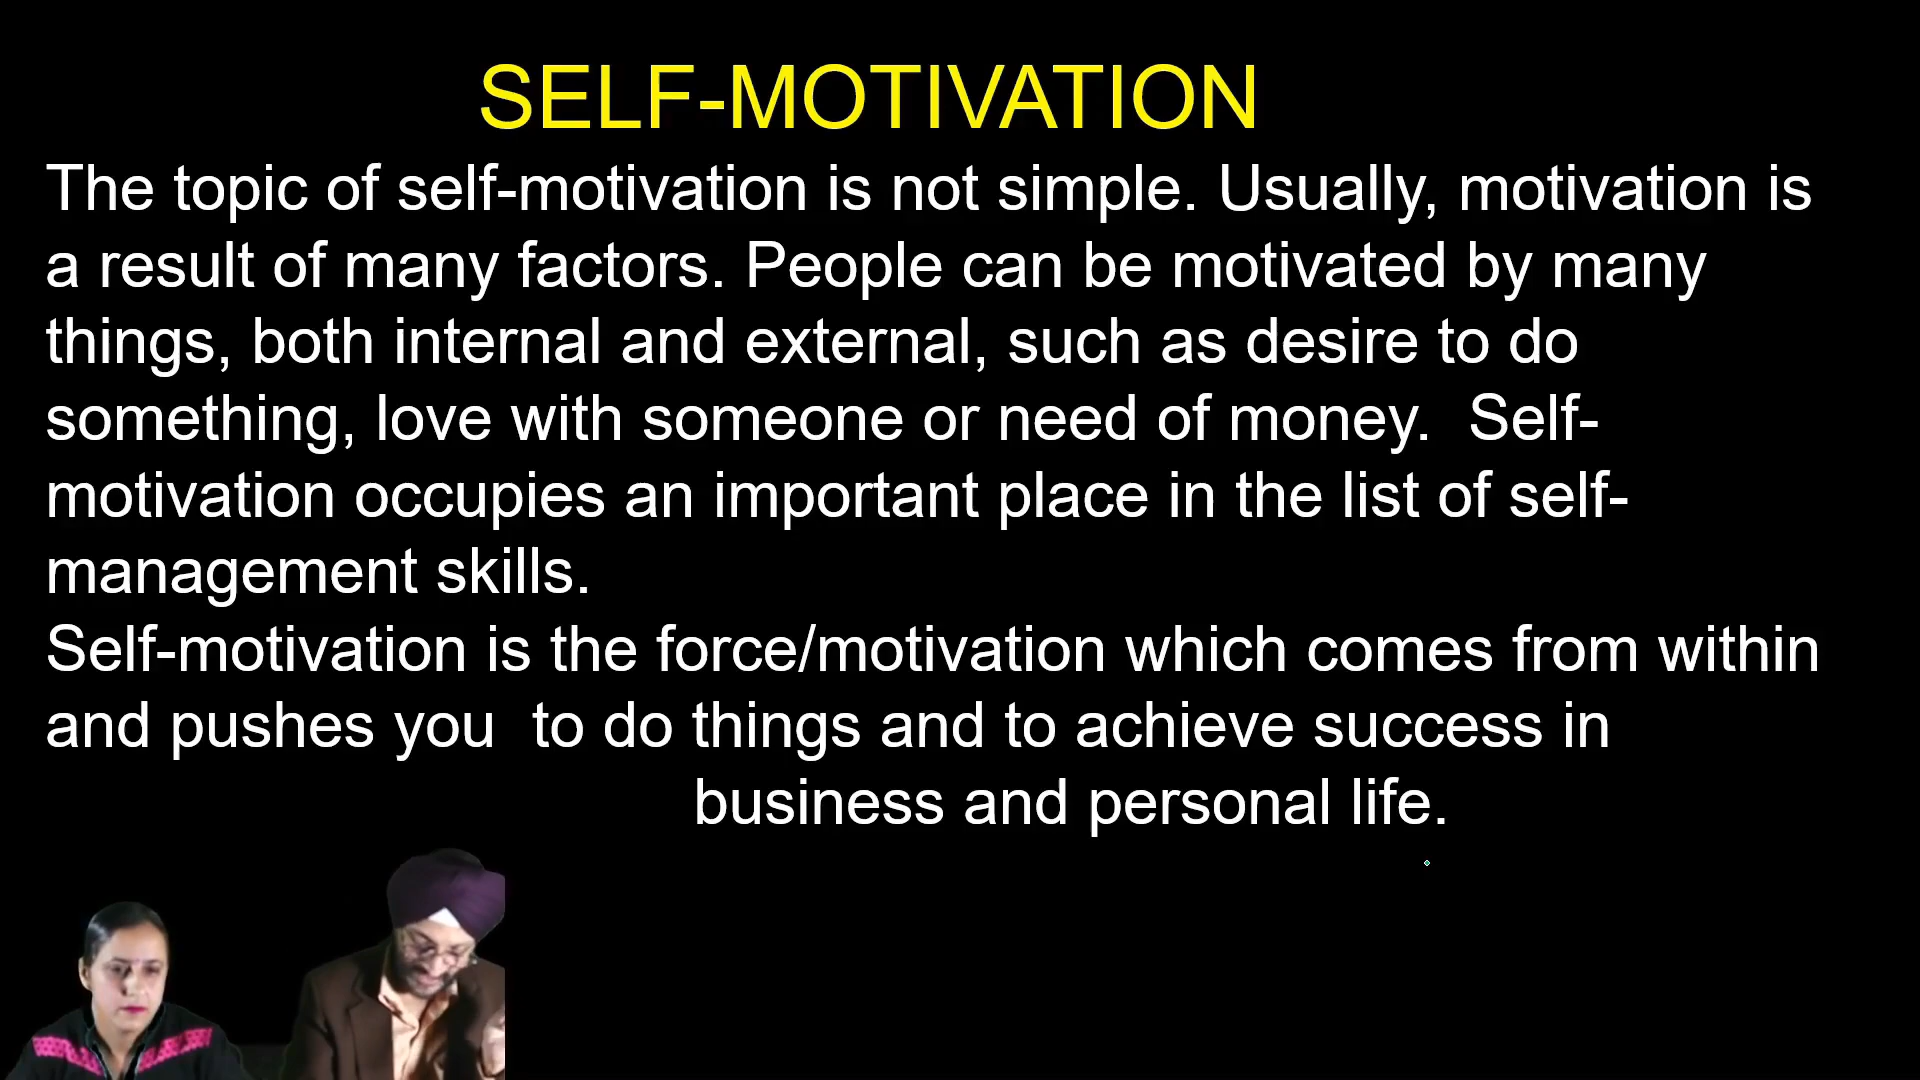 SELF-MOTIVATION
The topic of self-motivation is not simple. Usually, motivation is
a result of many factors. People can be motivated by many
things, both internal and external, such as desire to do
something, love with someone or need of money.  Self-
motivation occupies an important place in the list of self-
management skills.
Self-motivation is the force/motivation which comes from within
and pushes you  to do things and to achieve success in
business and personal life.